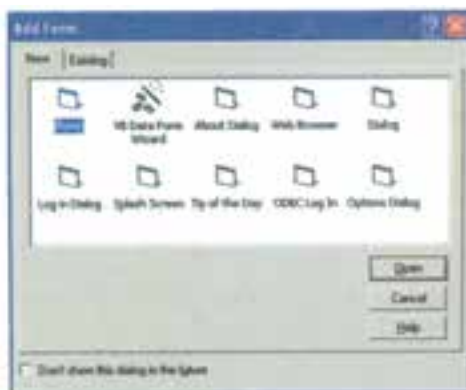 Add Form
New Existing
Form VB Data Form Wizard About Dialog Web Browser Dialog
Log in Dialog Splash Screen Tip of the Day ODBC Log In Options Dialog
Open
Cancel
Help
Don't show this dialog in the future